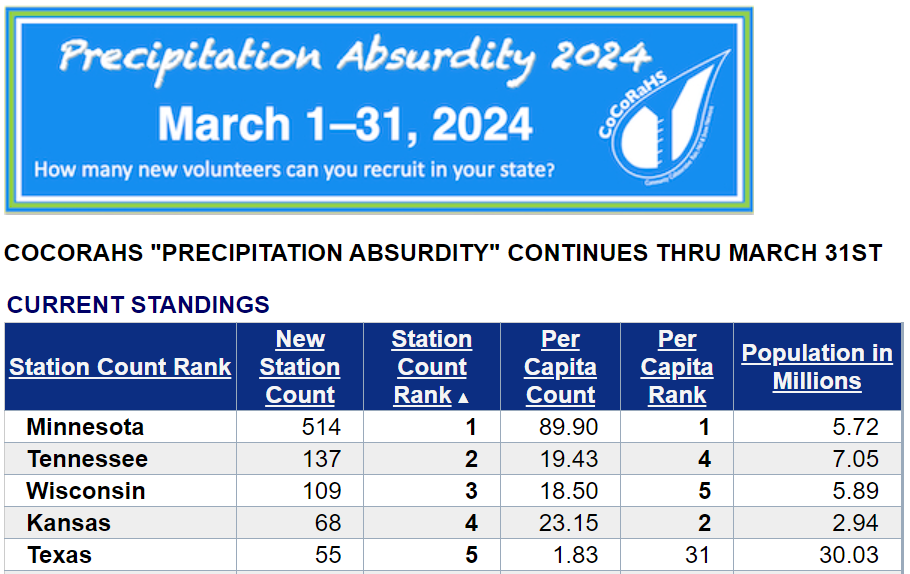 Precipitation Absurdity 2024
March 1–31, 2024
How many new volunteers can you recruit in your state?
CoCoRaHS
COCORAHS "PRECIPITATION ABSURDITY" CONTINUES THRU MARCH 31ST
CURRENT STANDINGS
Station Count Rank New Station Count Station Count Rank ▲ Per Capita Count Per Capita Rank Population in Millions
Minnesota 514 1 89.90 1 5.72
Tennessee 137 2 19.43 4 7.05
Wisconsin 109 3 18.50 5 5.89
Kansas 68 4 23.15 2 2.94
Texas 55 5 1.83 31 30.03